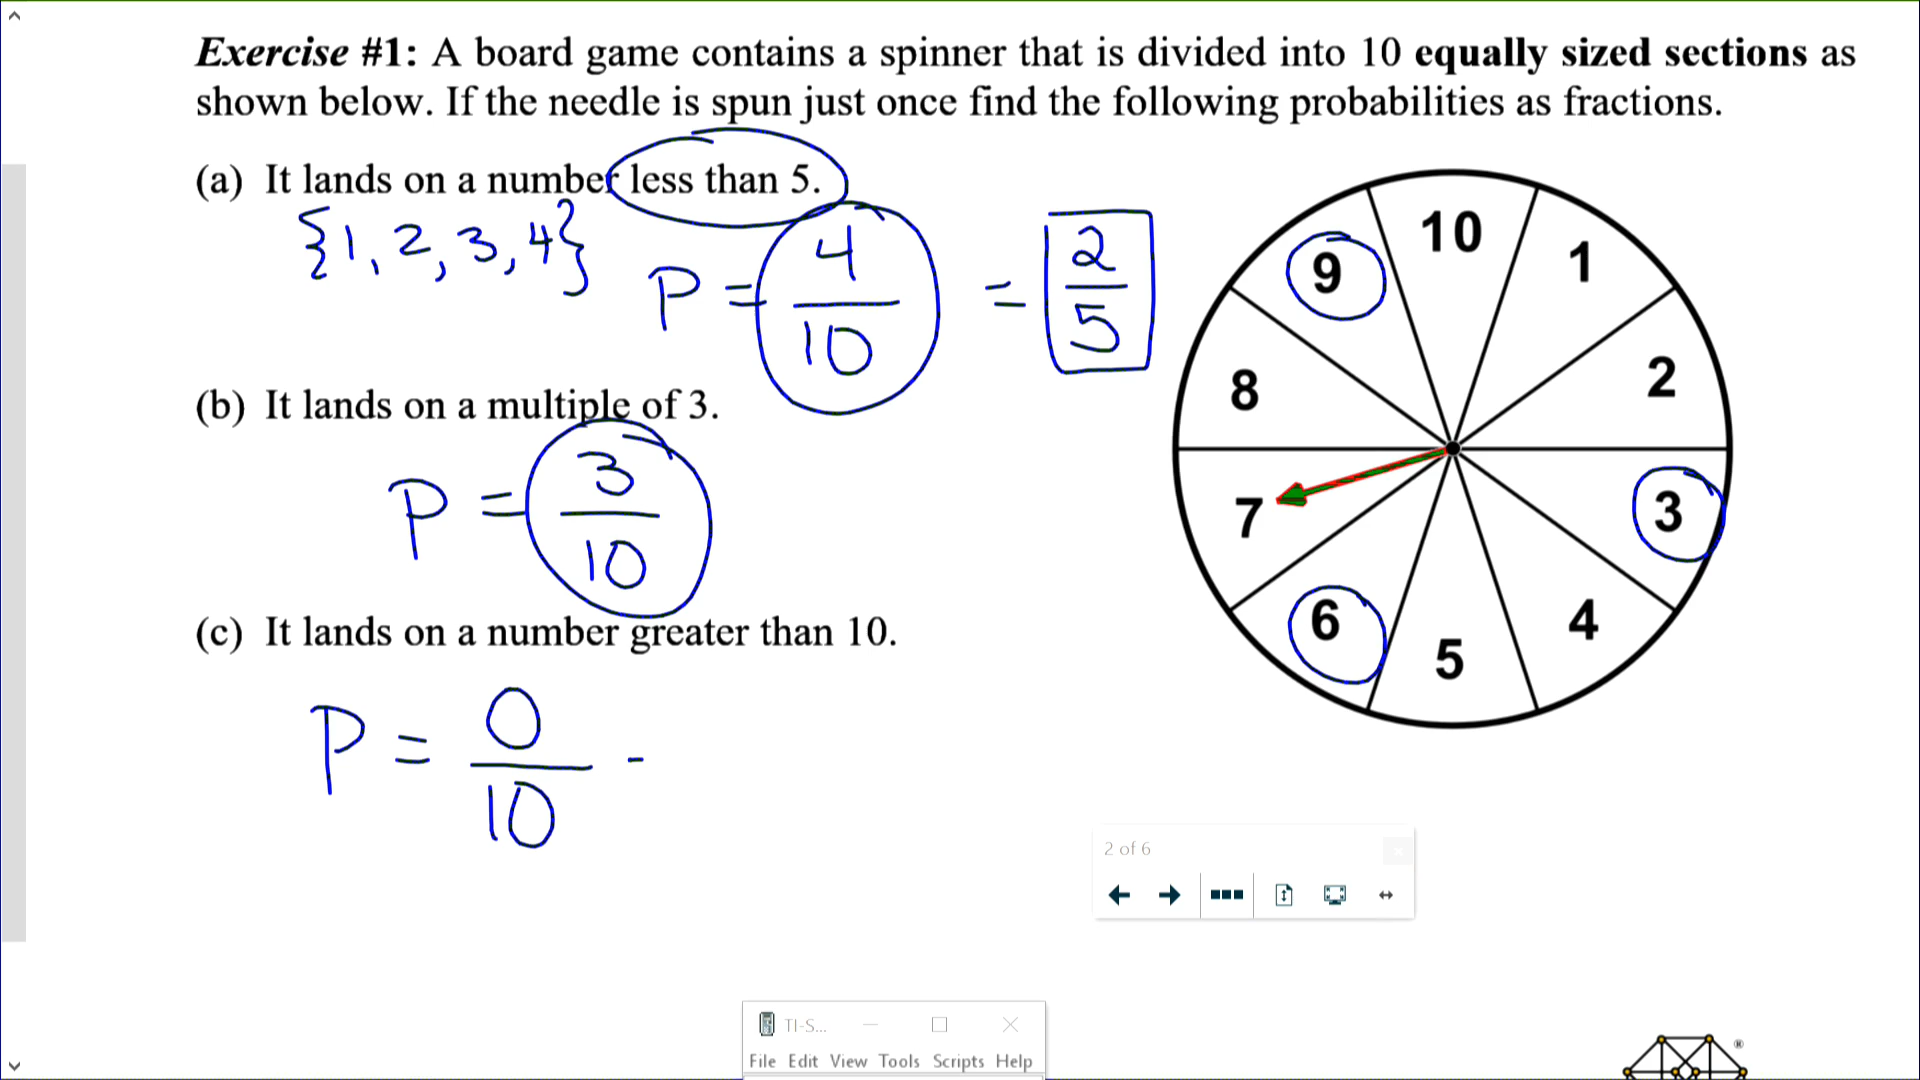 Exercise #1: A board game contains a spinner that is divided into 10 equally sized sections as
shown below. If the needle is spun just once find the following probabilities as fractions.
(a) It lands on a number less than 5.
{1, 2, 3, 4}
P = 4/10 = 2/5
(b) It lands on a multiple of 3.
P = 3/10
(c) It lands on a number greater than 10.
P = 0/10 -
10
1
2
3
4
5
6
7
8
9
2 of 6
TI-S...
File Edit View Tools Scripts Help
®